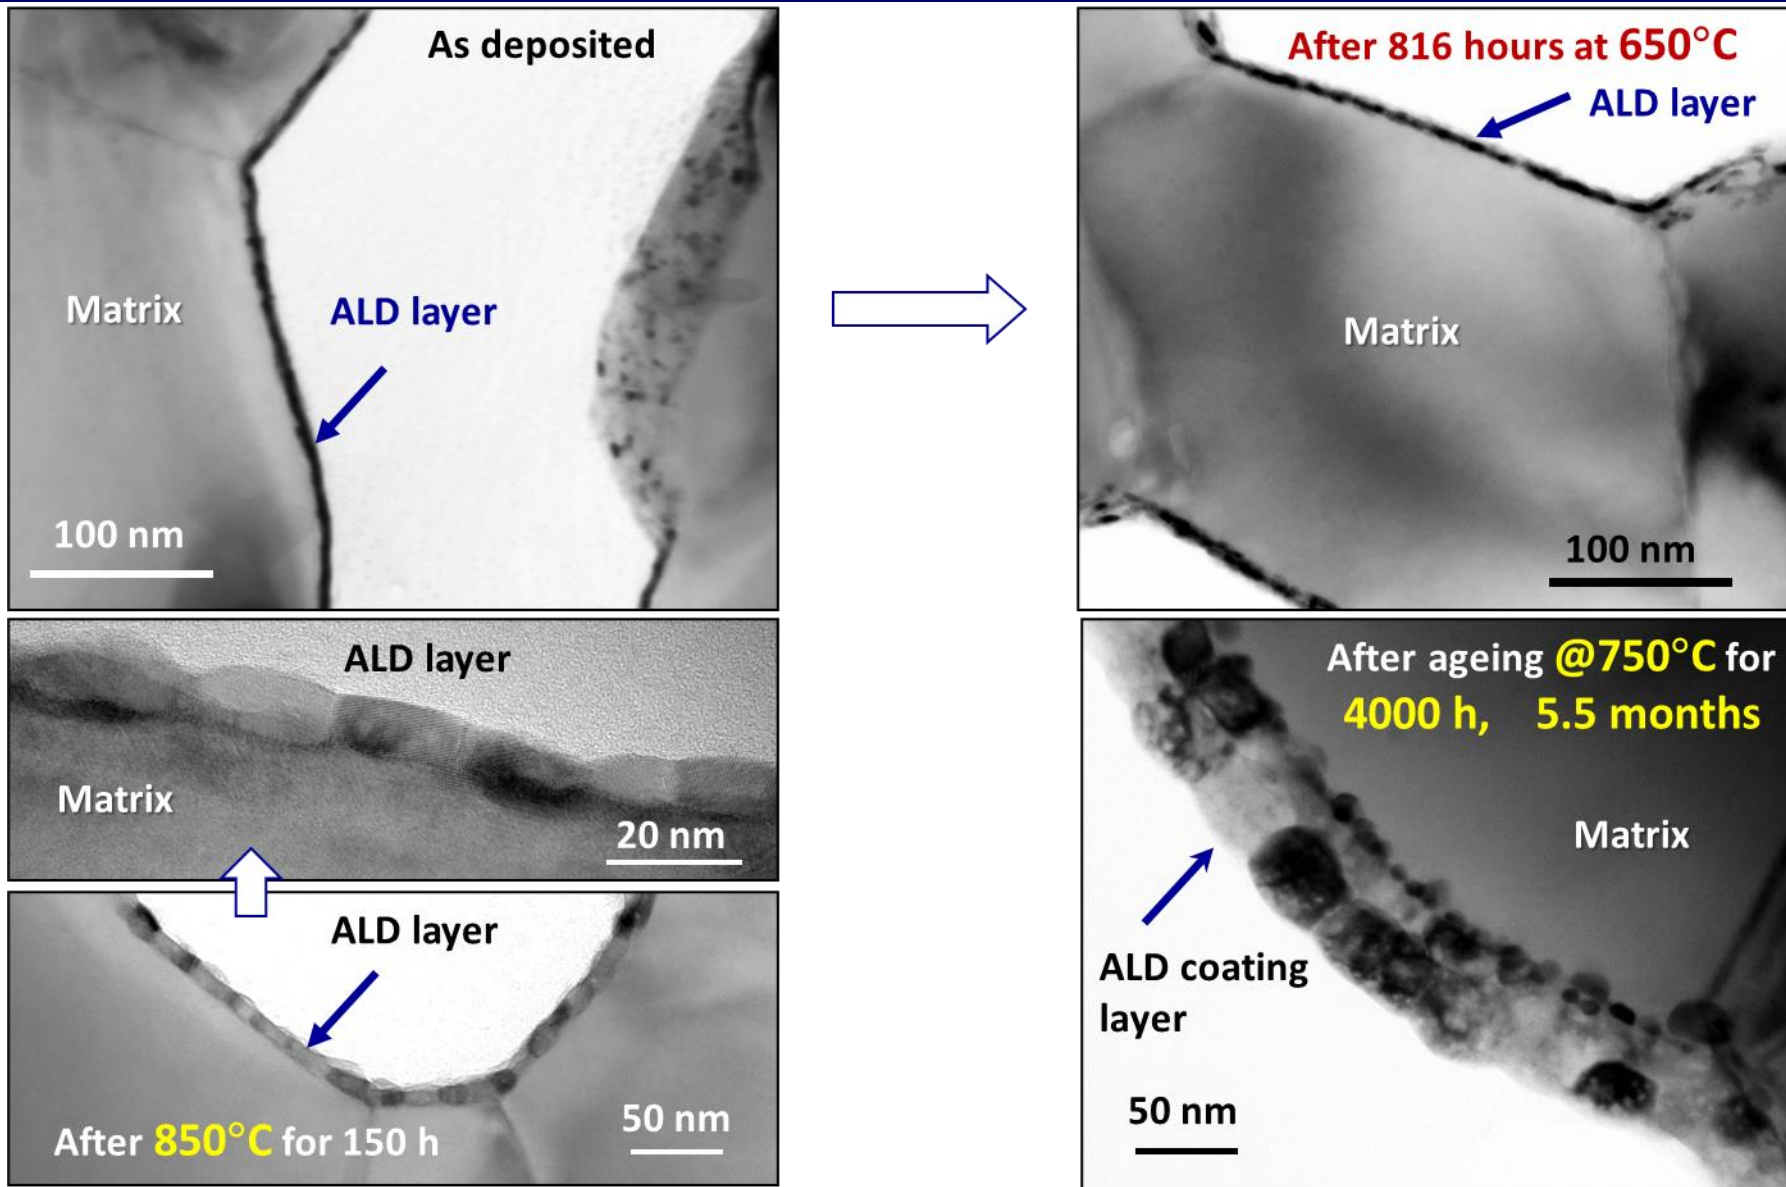 As deposited
Matrix
ALD layer
100 nm
After 816 hours at 650°C
ALD layer
Matrix
100 nm
ALD layer
Matrix
20 nm
ALD layer
After 850°C for 150 h
50 nm
After ageing @750°C for
4000 h, 5.5 months
Matrix
ALD coating
layer
50 nm